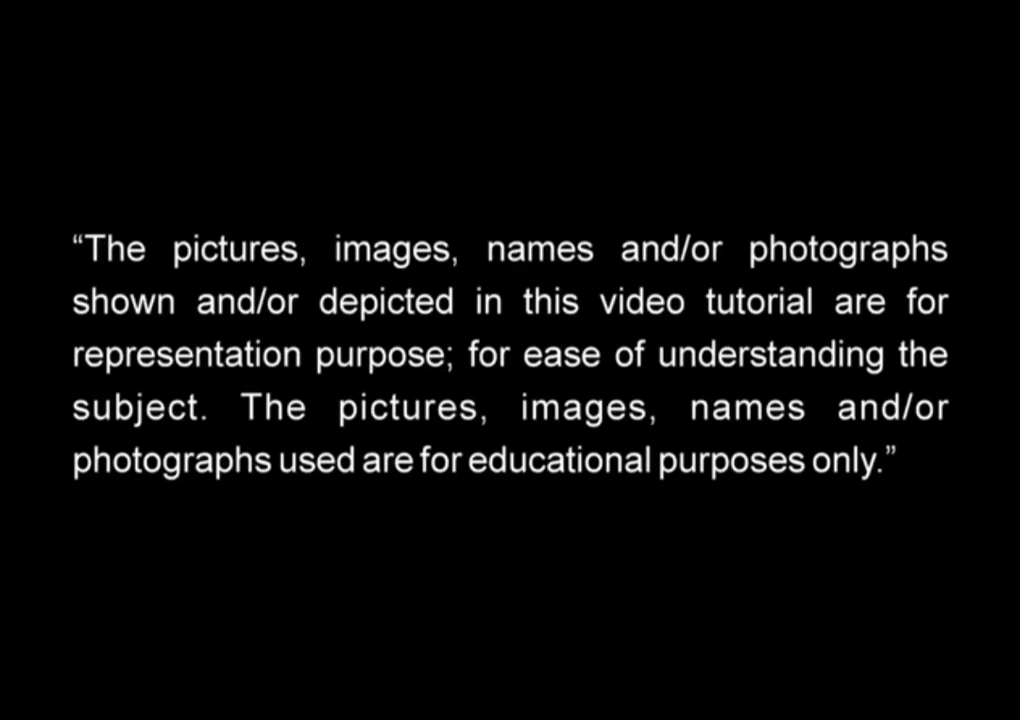 “The pictures, images, names and/or photographs
shown and/or depicted in this video tutorial are for
representation purpose; for ease of understanding the
subject. The pictures, images, names and/or
photographs used are for educational purposes only.”